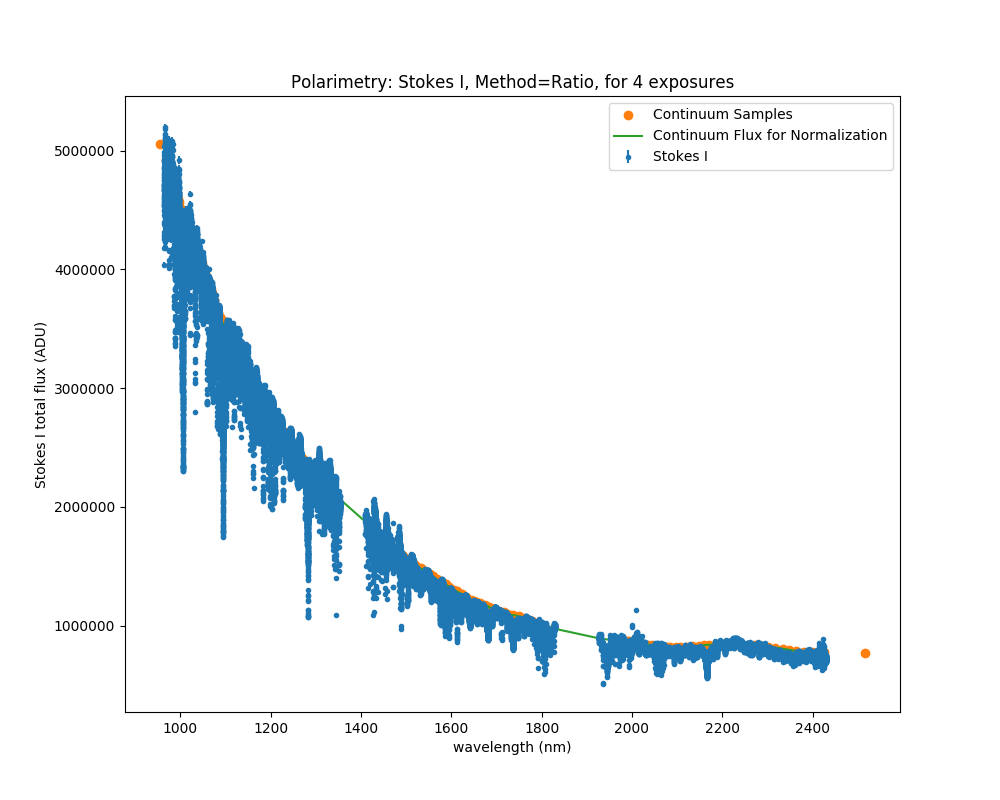 Polarimetry: Stokes I, Method=Ratio, for 4 exposures
Continuum Samples
Continuum Flux for Normalization
Stokes I
5000000
4000000
3000000
2000000
1000000
Stokes I total flux (ADU)
1000 1200 1400 1600 1800 2000 2200 2400
wavelength (nm)